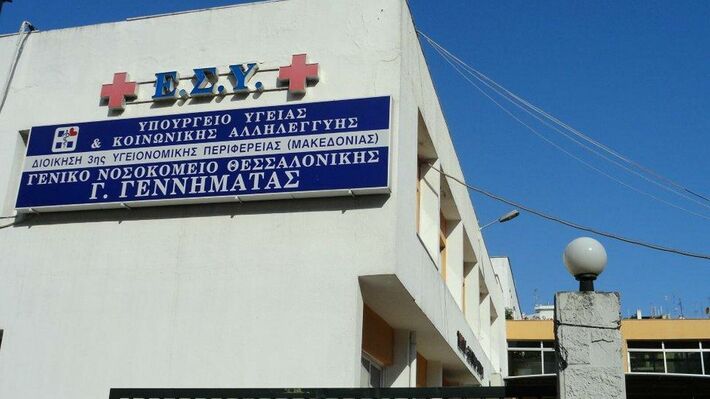 Ε.Σ.Υ.
ΥΠΟΥΡΓΕΙΟ ΥΓΕΙΑΣ
& ΚΟΙΝΩΝΙΚΗΣ ΑΛΛΗΛΕΓΓΥΗΣ
ΔΙΟΙΚΗΣΗ 3ης ΥΓΕΙΟΝΟΜΙΚΗΣ ΠΕΡΙΦΕΡΕΙΑΣ (ΜΑΚΕΔΟΝΙΑΣ)
ΓΕΝΙΚΟ ΝΟΣΟΚΟΜΕΙΟ ΘΕΣΣΑΛΟΝΙΚΗΣ
Γ. ΓΕΝΝΗΜΑΤΑΣ